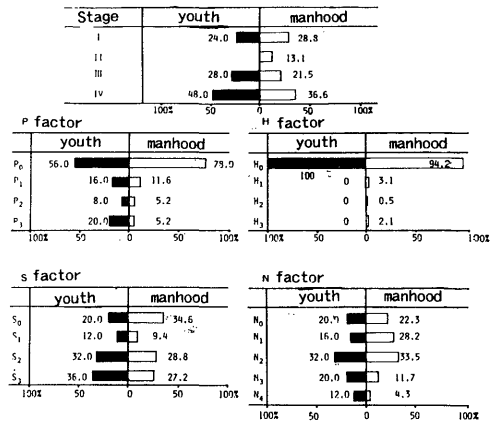 Stage youth manhood
I 24.0 28.8
II 13.1
III 28.0 21.5
IV 48.0 36.6
100% 0 50 100%
P factor
youth manhood
P0 56.0 78.0
P1 16.0 11.6
P2 8.0 5.2
P3 20.0 5.2
100% 50 0 50 100%
H factor
youth manhood
H0 100 94.2
H1 0 3.1
H2 0 0.5
H3 0 2.1
100% 50 0 50 100%
S factor
youth manhood
S0 20.0 34.6
S1 12.0 9.4
S2 32.0 28.8
S3 36.0 27.2
100% 50 0 50 100%
N factor
youth manhood
N0 20.0 22.3
N1 16.0 28.2
N2 32.0 33.5
N3 20.0 11.7
N4 12.0 4.3
100% 50 0 50 100%